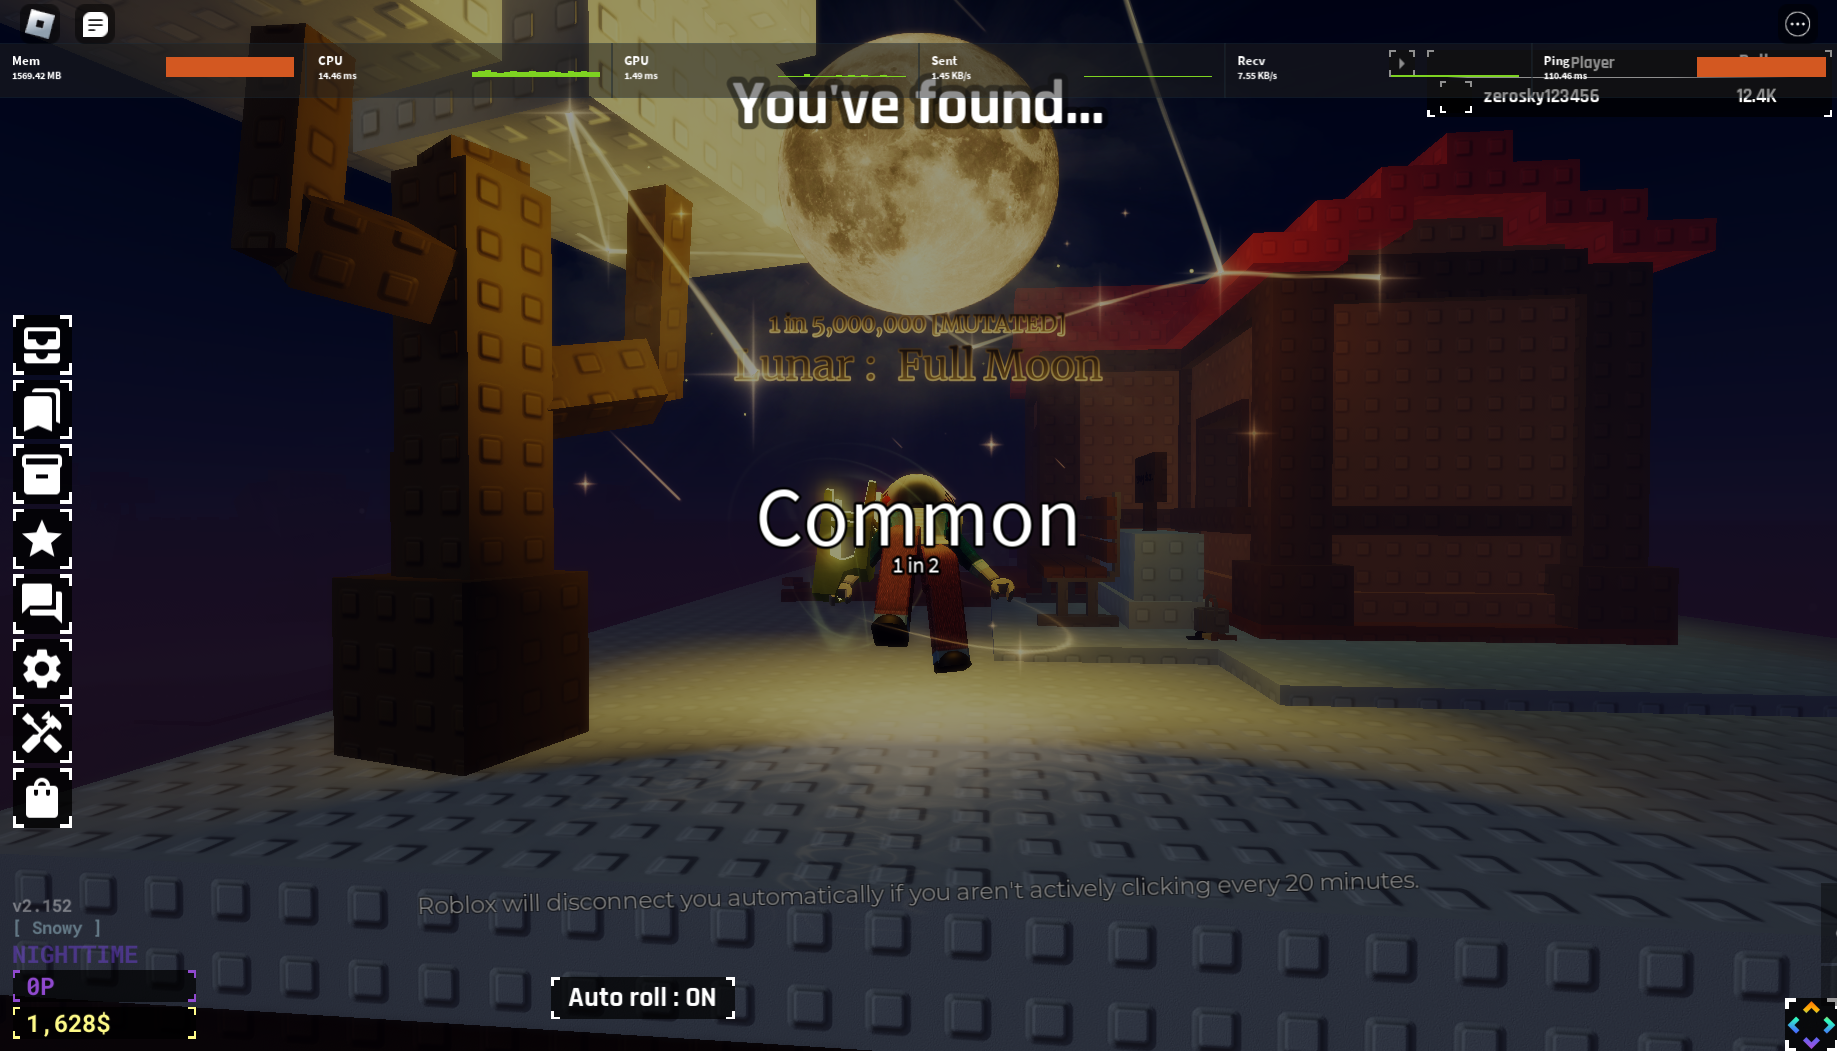 Mem
1569.42 MB
CPU
14.46 ms
GPU
1.49 ms
Sent
1.45 KB/s
Recv
7.55 KB/s
Ping
110.46 ms
Player
zerosky123456
12.4K
You've found...
1 in 5,000,000 [MUTATED]
Lunar : Full Moon
Common
1 in 2
Roblox will disconnect you automatically if you aren't actively clicking every 20 minutes.
v2.152
[ Snowy ]
NIGHTTIME
0P
1,628$
Auto roll : ON